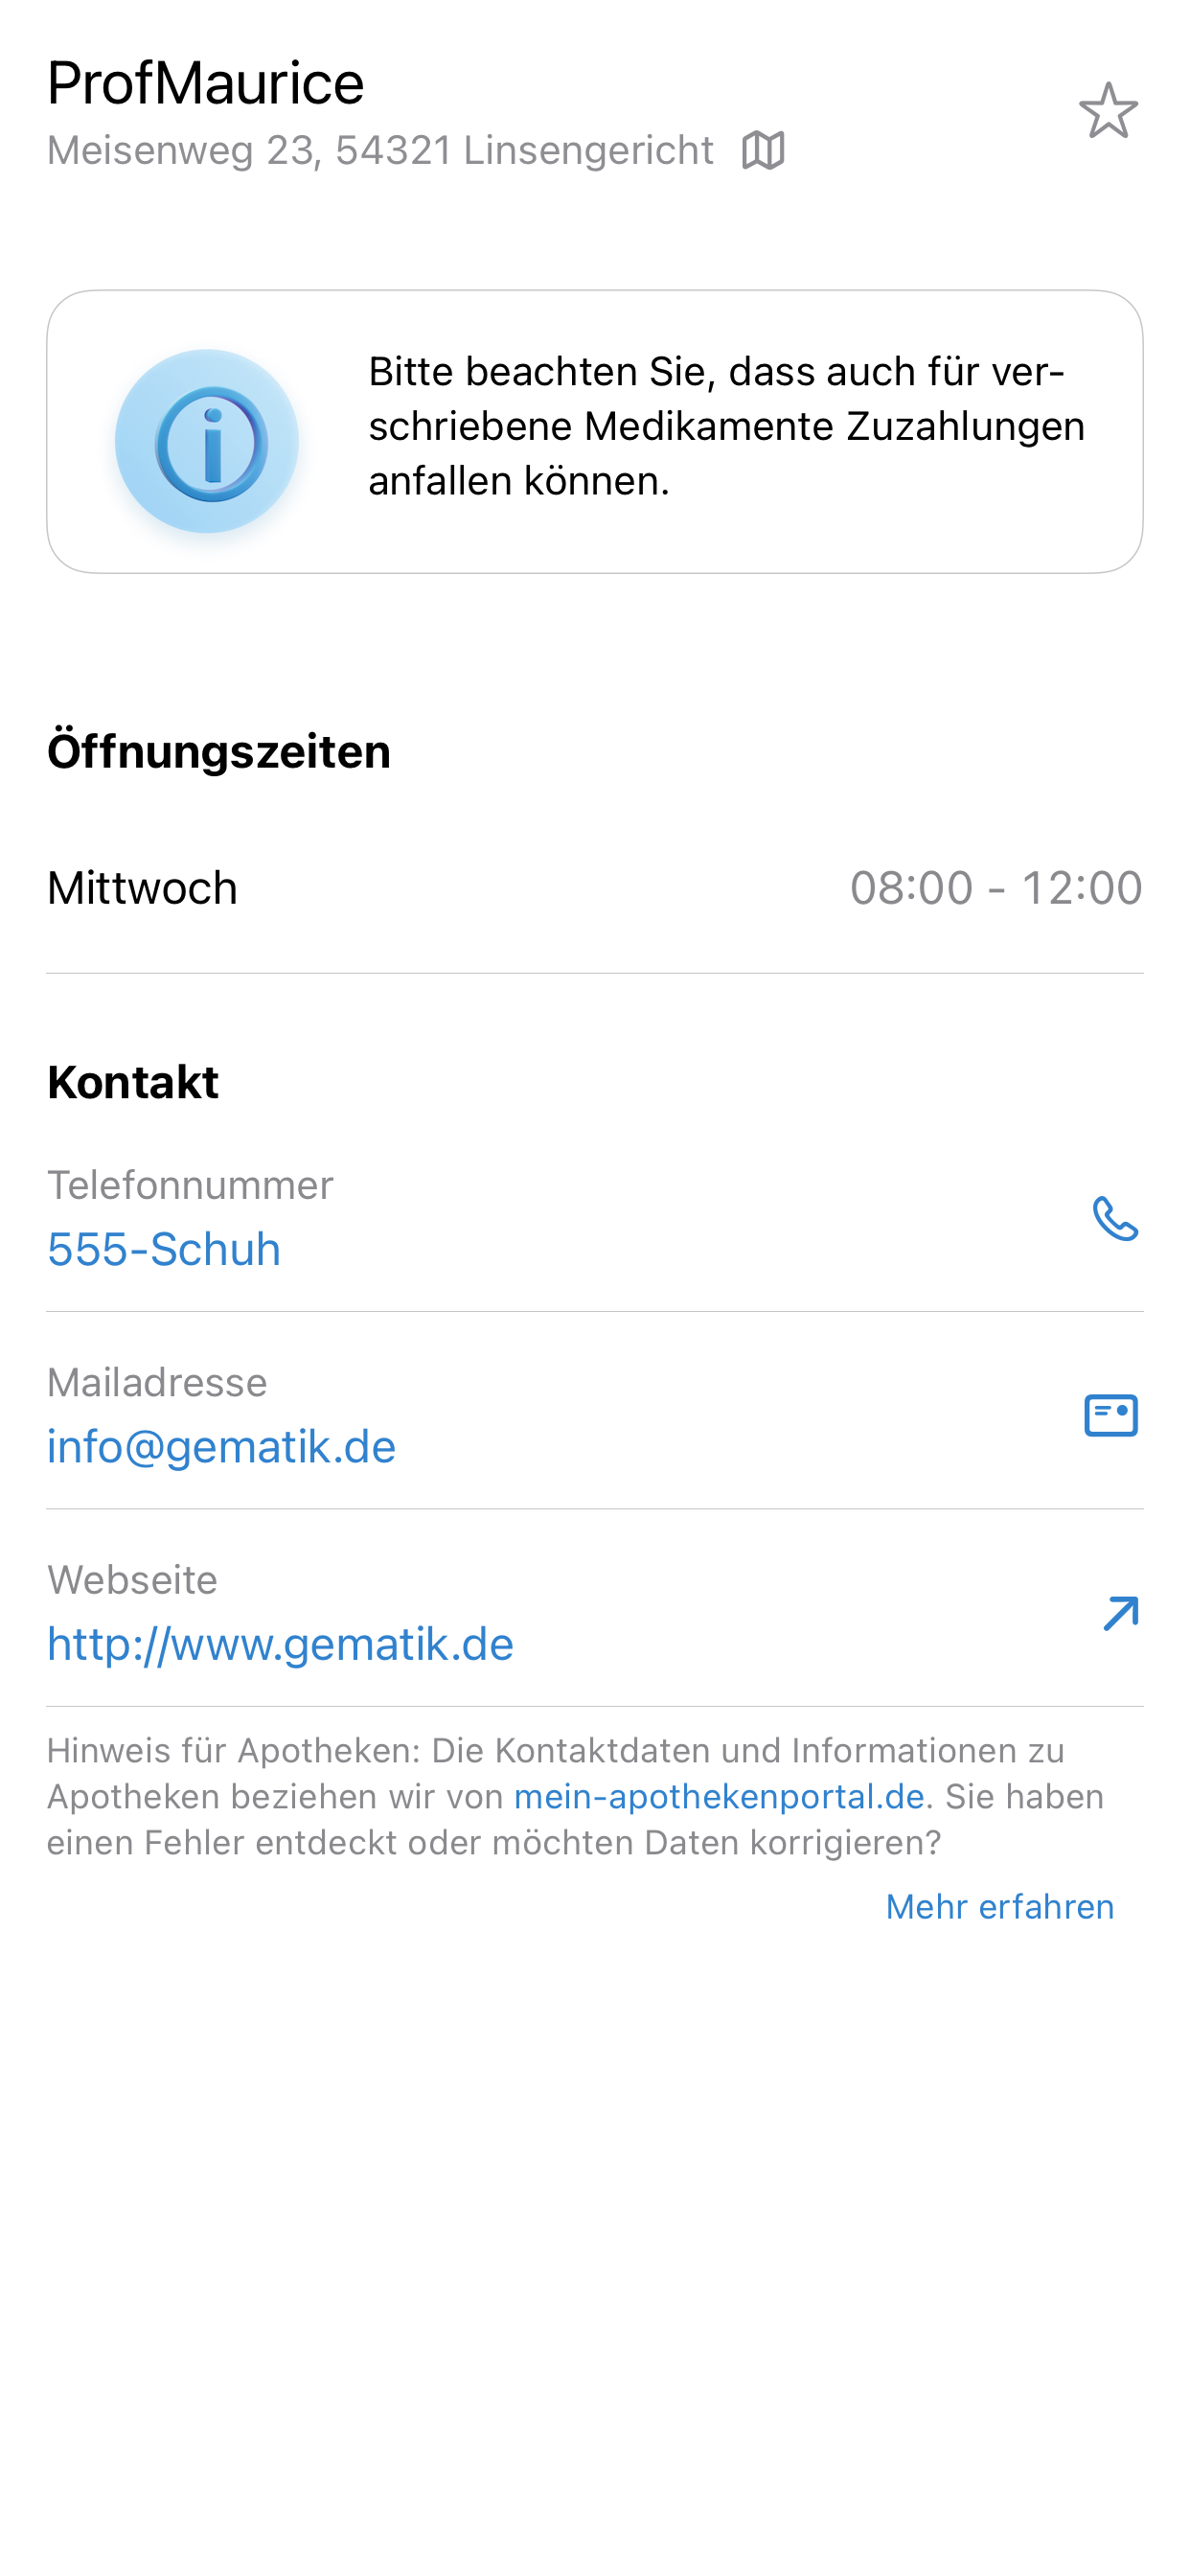 ProfMaurice
Meisenweg 23, 54321 Linsengericht
Bitte beachten Sie, dass auch für ver-
schriebene Medikamente Zuzahlungen
anfallen können.
Öffnungszeiten
Mittwoch 08:00 - 12:00
Kontakt
Telefonnummer
555-Schuh
Mailadresse
info@gematik.de
Webseite
http://www.gematik.de
Hinweis für Apotheken: Die Kontaktdaten und Informationen zu
Apotheken beziehen wir von mein-apothekenportal.de. Sie haben
einen Fehler entdeckt oder möchten Daten korrigieren?
Mehr erfahren